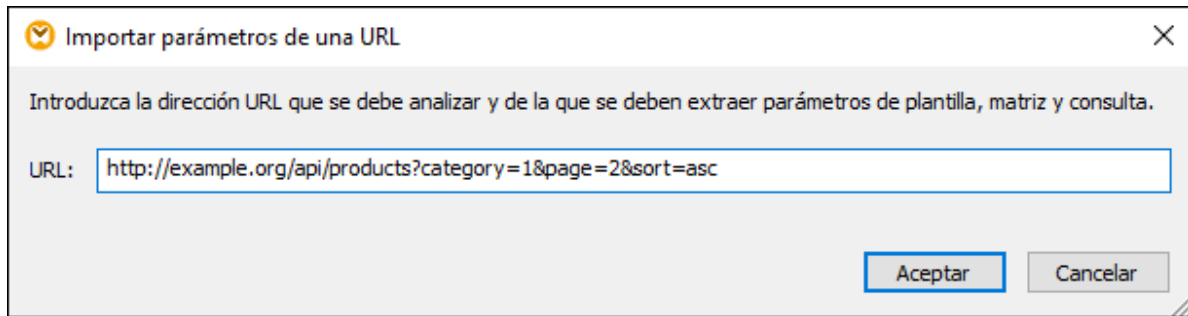 Importar parámetros de una URL
Introduzca la dirección URL que se debe analizar y de la que se deben extraer parámetros de plantilla, matriz y consulta.
URL: http://example.org/api/products?category=1&page=2&sort=asc
Aceptar Cancelar